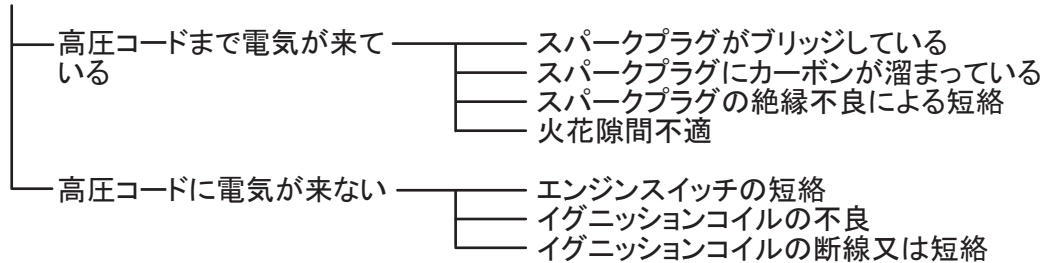 高圧コードまで電気が来て
いる
スパークプラグがブリッジしている
スパークプラグにカーボンが溜まっている
スパークプラグの絶縁不良による短絡
火花隙間不適
高圧コードに電気が来ない
エンジンスイッチの短絡
イグニッションコイルの不良
イグニッションコイルの断線又は短絡